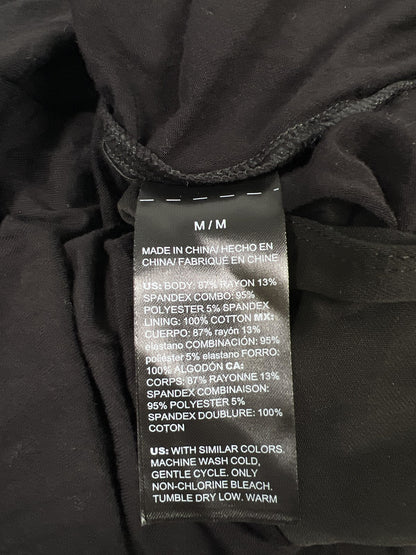 M/M
MADE IN CHINA/ HECHO EN
CHINA/ FABRIQUÉ EN CHINE
US: BODY: 87% RAYON 13%
SPANDEX COMBO: 95%
POLYESTER 5% SPANDEX
LINING: 100% COTTON MX:
CUERPO: 87% rayón 13%
elastano COMBINACIÓN: 95%
poliéster 5% elastano FORRO:
100% ALGODÓN CA:
CORPS: 87% RAYONNE 13%
SPANDEX COMBINAISON:
95% POLYESTER 5%
SPANDEX DOUBLURE: 100%
COTON
US: WITH SIMILAR COLORS.
MACHINE WASH COLD,
GENTLE CYCLE. ONLY
NON-CHLORINE BLEACH.
TUMBLE DRY LOW. WARM